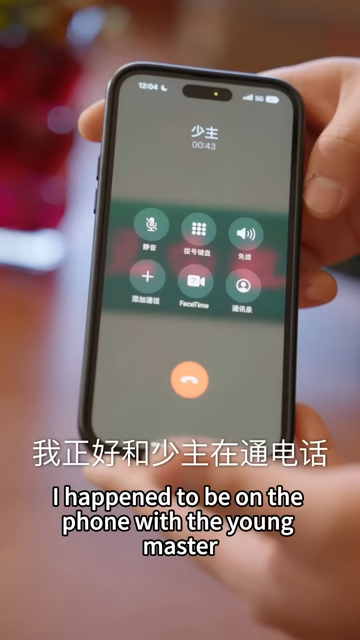 12:04
5G
少主
00:43
静音
拨号键盘
免提
添加通话
FaceTime
通讯录
我正好和少主在通电话
I happened to be on the
phone with the young
master